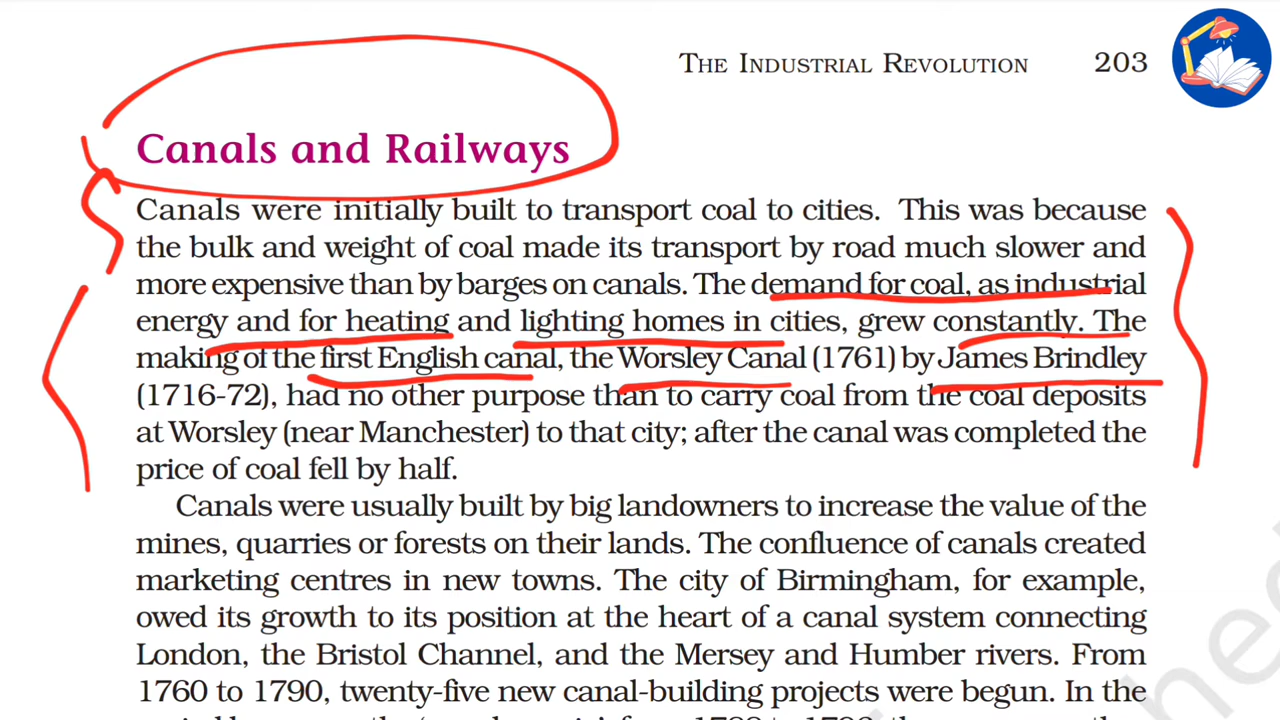 THE INDUSTRIAL REVOLUTION 203
Canals and Railways
Canals were initially built to transport coal to cities. This was because
the bulk and weight of coal made its transport by road much slower and
more expensive than by barges on canals. The demand for coal, as industrial
energy and for heating and lighting homes in cities, grew constantly. The
making of the first English canal, the Worsley Canal (1761) by James Brindley
(1716-72), had no other purpose than to carry coal from the coal deposits
at Worsley (near Manchester) to that city; after the canal was completed the
price of coal fell by half.
Canals were usually built by big landowners to increase the value of the
mines, quarries or forests on their lands. The confluence of canals created
marketing centres in new towns. The city of Birmingham, for example,
owed its growth to its position at the heart of a canal system connecting
London, the Bristol Channel, and the Mersey and Humber rivers. From
1760 to 1790, twenty-five new canal-building projects were begun. In the